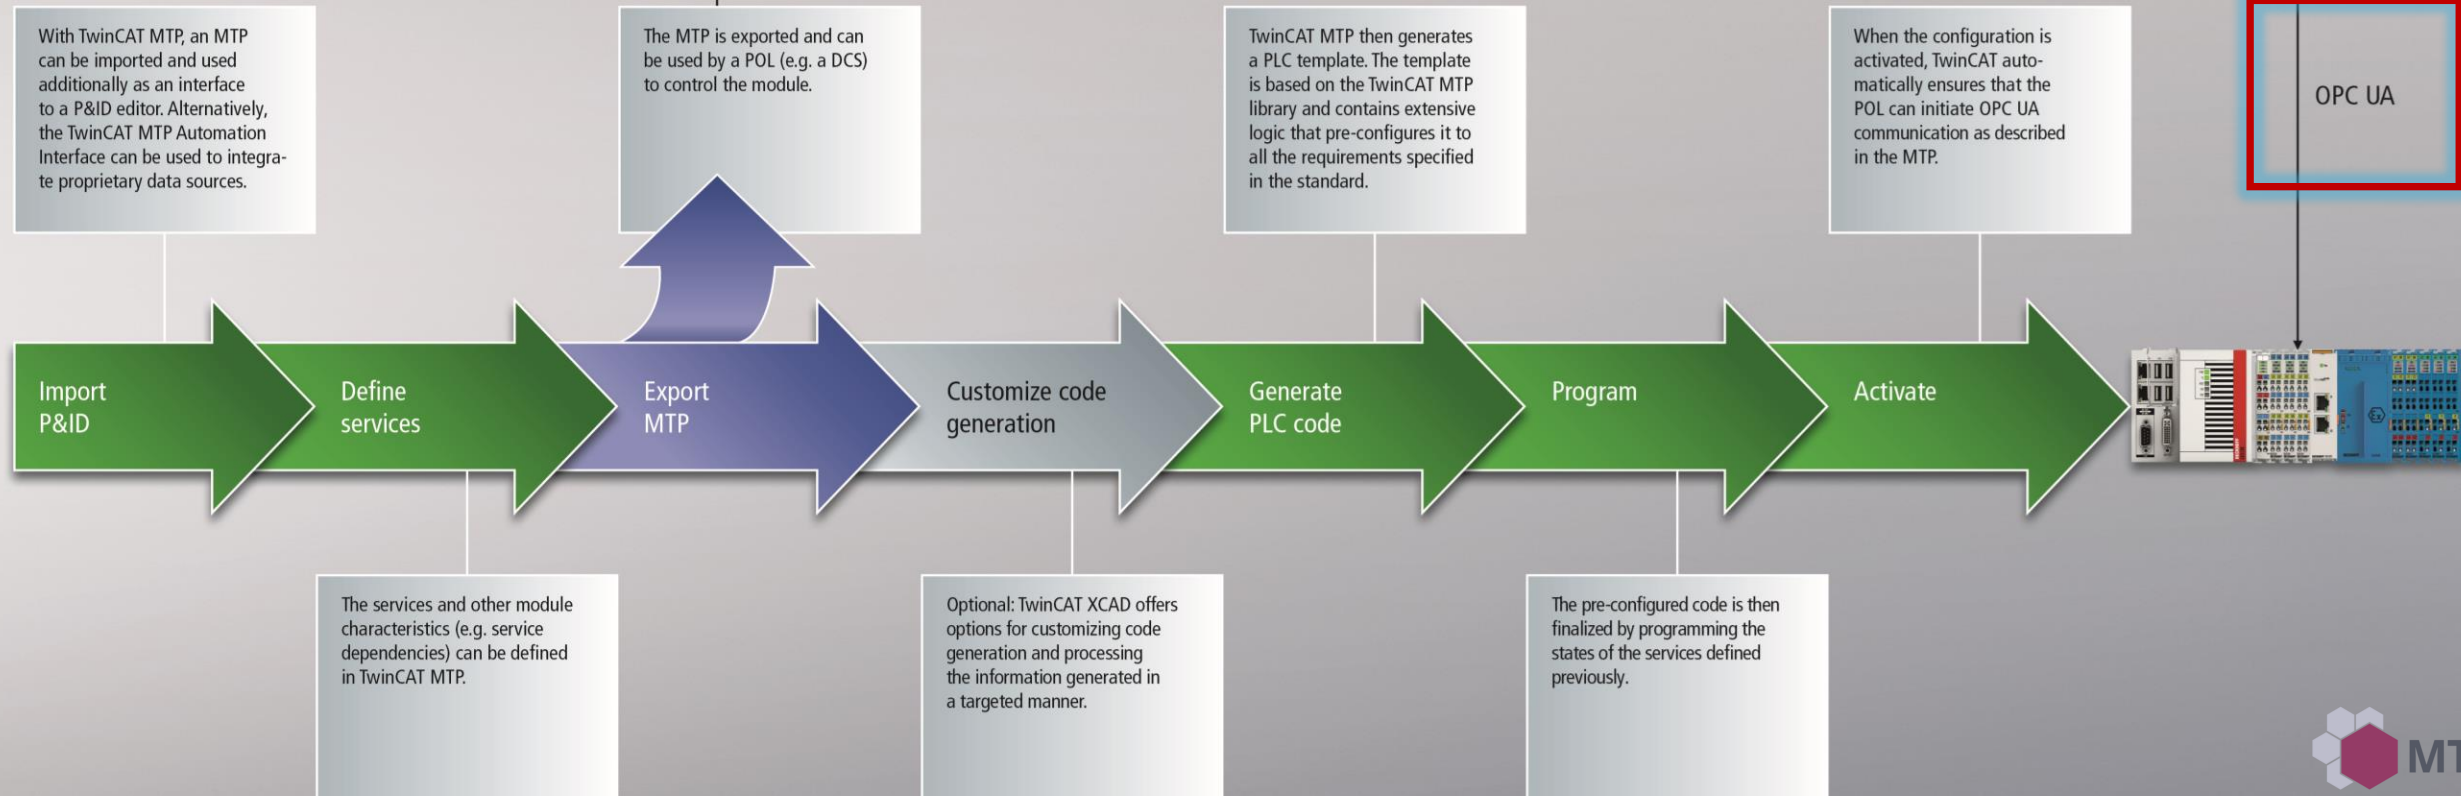 With TwinCAT MTP, an MTP
can be imported and used
additionally as an interface
to a P&ID editor. Alternatively,
the TwinCAT MTP Automation
Interface can be used to integra-
te proprietary data sources.
The MTP is exported and can
be used by a POL (e.g. a DCS)
to control the module.
TwinCAT MTP then generates
a PLC template. The template
is based on the TwinCAT MTP
library and contains extensive
logic that pre-configures it to
all the requirements specified
in the standard.
When the configuration is
activated, TwinCAT auto-
matically ensures that the
POL can initiate OPC UA
communication as described
in the MTP.
OPC UA
Import
P&ID
Define
services
Export
MTP
Customize code
generation
Generate
PLC code
Program
Activate
The services and other module
characteristics (e.g. service
dependencies) can be defined
in TwinCAT MTP.
Optional: TwinCAT XCAD offers
options for customizing code
generation and processing
the information generated in
a targeted manner.
The pre-configured code is then
finalized by programming the
states of the services defined
previously.